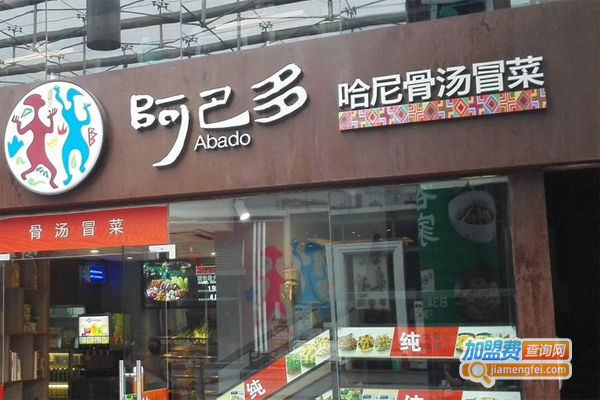 阿巴多
Abado
哈尼骨汤冒菜
骨汤冒菜
纯
纯
加盟费查询网
jiamengfei.com